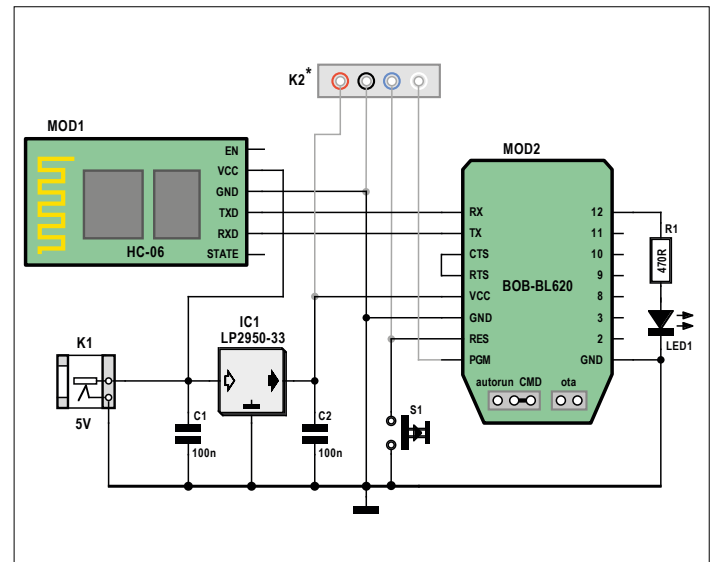 K2*
MOD1
EN
VCC
GND
TXD
RXD
STATE
HC-06
MOD2
RX
TX
CTS
RTS
VCC
GND
RES
PGM
BOB-BL620
12
11
10
9
8
3
2
GND
autorun CMD
ota
R1
470R
LED1
K1
5V
IC1
LP2950-33
C1
100n
C2
100n
S1